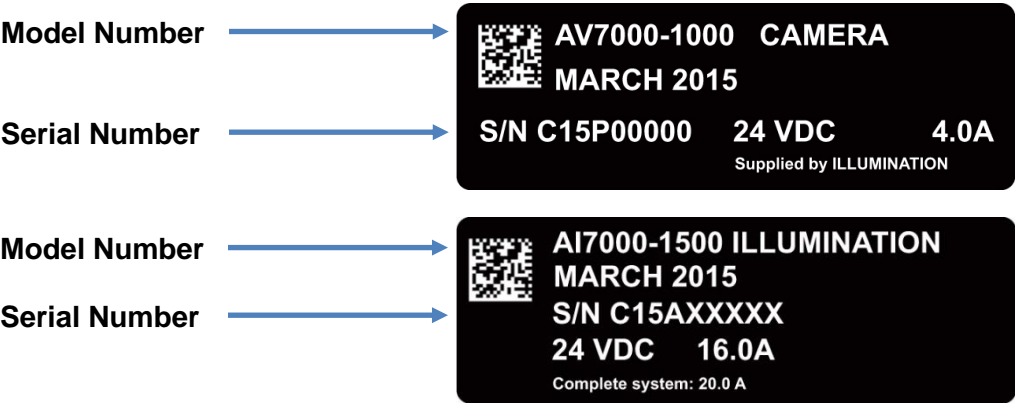 Model Number
AV7000-1000 CAMERA
MARCH 2015
Serial Number
S/N C15P00000 24 VDC 4.0A
Supplied by ILLUMINATION
Model Number
AI7000-1500 ILLUMINATION
MARCH 2015
Serial Number
S/N C15AXXXXX
24 VDC 16.0A
Complete system: 20.0 A